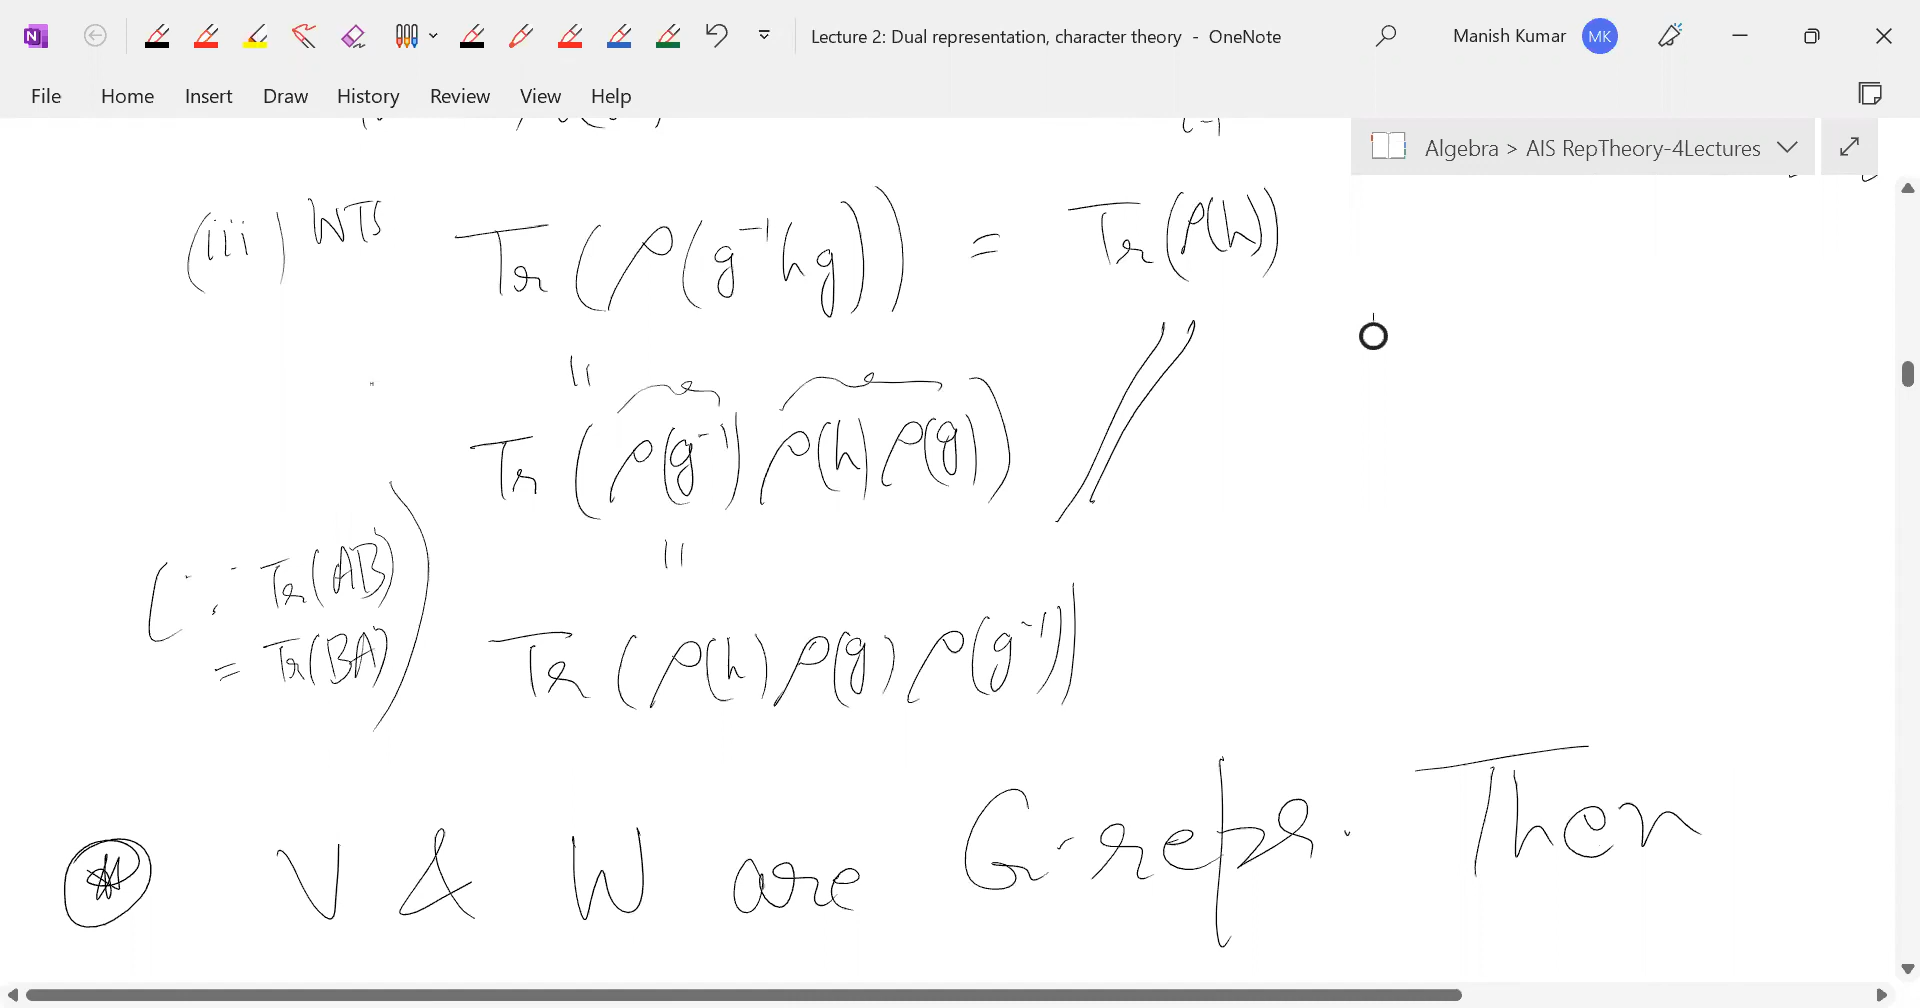 Lecture 2: Dual representation, character theory - OneNote
Manish Kumar MK
File Home Insert Draw History Review View Help
Algebra > AIS RepTheory-4Lectures
(iii) WTS Tr(ρ(g⁻¹hg)) = Tr(ρ(h))
"
Tr(ρ(g⁻¹)ρ(h)ρ(g)) //
"
(∵ Tr(AB)
= Tr(BA))
Tr(ρ(h)ρ(g)ρ(g⁻¹))
V & W are G-reps. Then